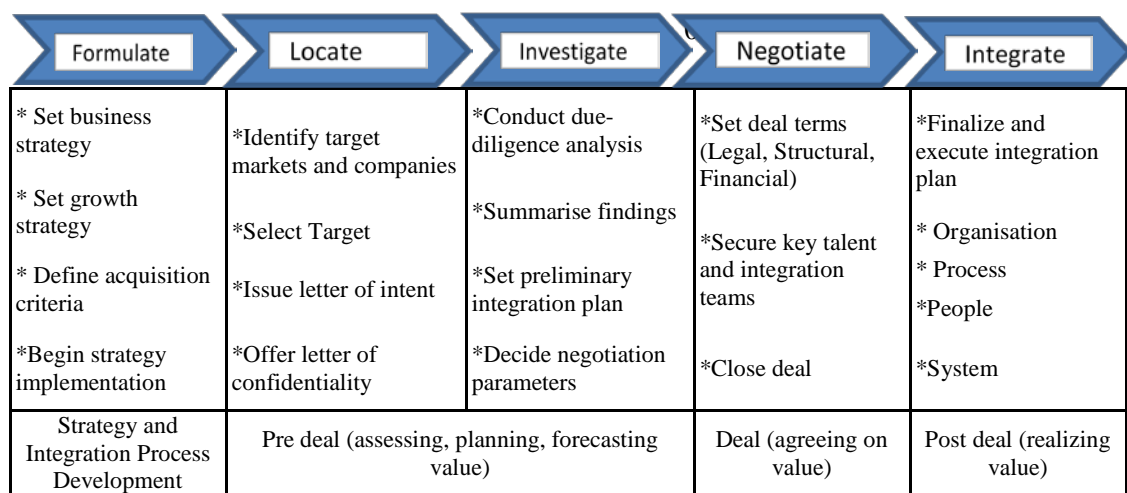 Formulate
Locate
Investigate
Negotiate
Integrate
* Set business
strategy
* Set growth
strategy
* Define acquisition
criteria
*Begin strategy
implementation
*Identify target
markets and companies
*Select Target
*Issue letter of intent
*Offer letter of
confidentiality
*Conduct due-
diligence analysis
*Summarise findings
*Set preliminary
integration plan
*Decide negotiation
parameters
*Set deal terms
(Legal, Structural,
Financial)
*Secure key talent
and integration
teams
*Close deal
*Finalize and
execute integration
plan
* Organisation
* Process
*People
*System
Strategy and
Integration Process
Development
Pre deal (assessing, planning, forecasting
value)
Deal (agreeing on
value)
Post deal (realizing
value)